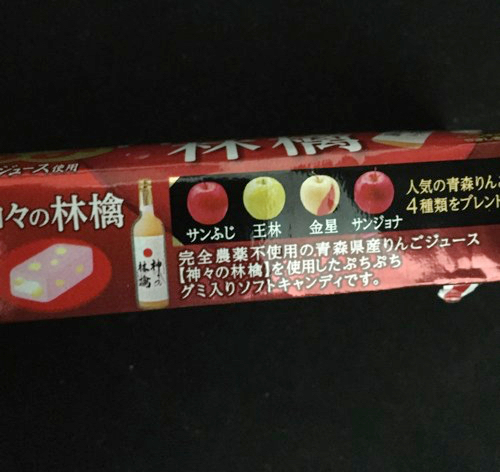 林檎
ジュース使用
神々の林檎
神々の
林檎
サンふじ
王林
金星
サンジョナ
人気の青森りんご
4種類をブレンド
完全農薬不使用の青森県産りんごジュース
【神々の林檎】を使用したぷちぷち
グミ入りソフトキャンディです。